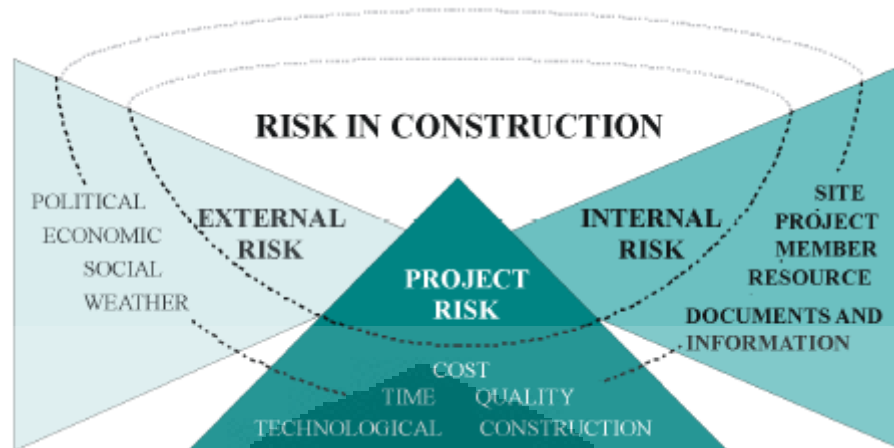 RISK IN CONSTRUCTION
POLITICAL
ECONOMIC
SOCIAL
WEATHER
EXTERNAL
RISK
PROJECT
RISK
COST
TIME QUALITY
TECHNOLOGICAL CONSTRUCTION
INTERNAL
RISK
SITE
PROJECT
MEMBER
RESOURCE
DOCUMENTS AND
INFORMATION